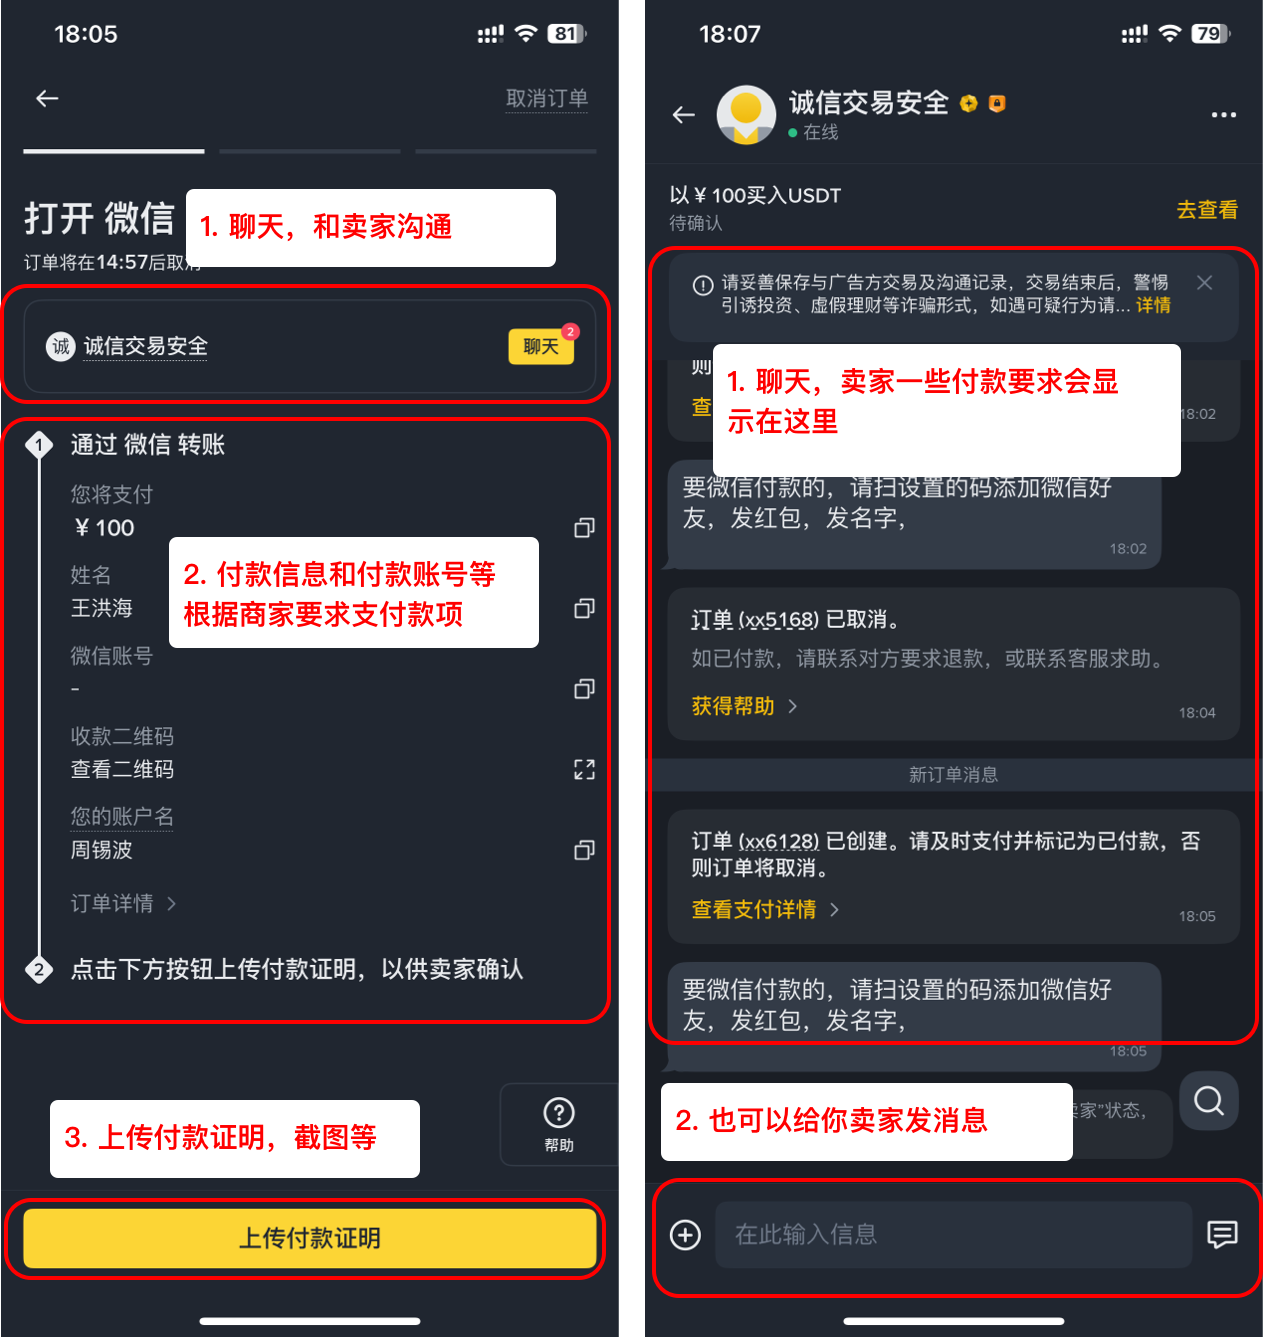 18:05
81
取消订单
打开 微信
1. 聊天，和卖家沟通
订单将在14:57后取消
诚
诚信交易安全
聊天
2
1
通过 微信 转账
您将支付
¥ 100
2. 付款信息和付款账号等
根据商家要求支付款项
姓名
王洪海
微信账号
-
收款二维码
查看二维码
您的账户名
周锡波
订单详情
2
点击下方按钮上传付款证明，以供卖家确认
3. 上传付款证明，截图等
帮助
上传付款证明
18:07
79
诚信交易安全
在线
以 ¥ 100买入USDT
待确认
去查看
请妥善保存与广告方交易及沟通记录，交易结束后，警惕
引诱投资、虚假理财等诈骗形式，如遇可疑行为请... 详情
则
查
1. 聊天，卖家一些付款要求会显
示在这里
18:02
要微信付款的，请扫设置的码添加微信好
友，发红包，发名字，
18:02
订单 (xx5168) 已取消。
如已付款，请联系对方要求退款，或联系客服求助。
获得帮助
18:04
新订单消息
订单 (xx6128) 已创建。请及时支付并标记为已付款，否
则订单将取消。
查看支付详情
18:05
要微信付款的，请扫设置的码添加微信好
友，发红包，发名字，
18:05
2. 也可以给你卖家发消息
卖家"状态，
在此输入信息